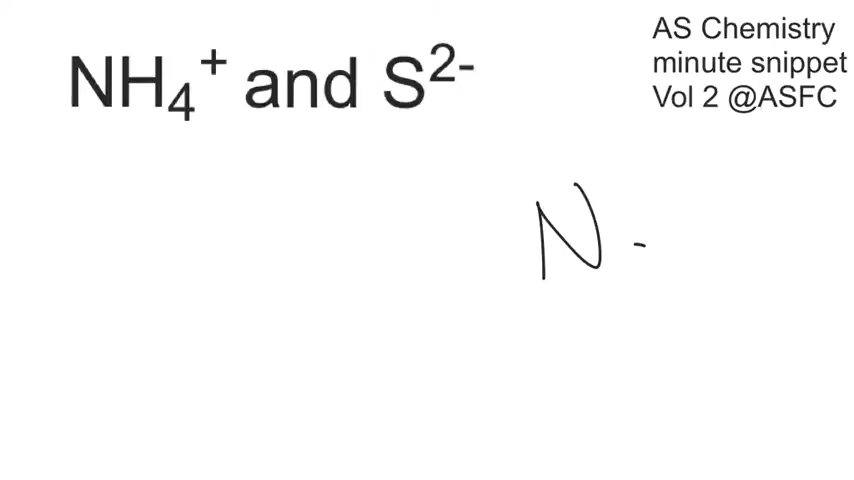 NH₄⁺ and S²⁻
AS Chemistry
minute snippet
Vol 2 @ASFC
N -